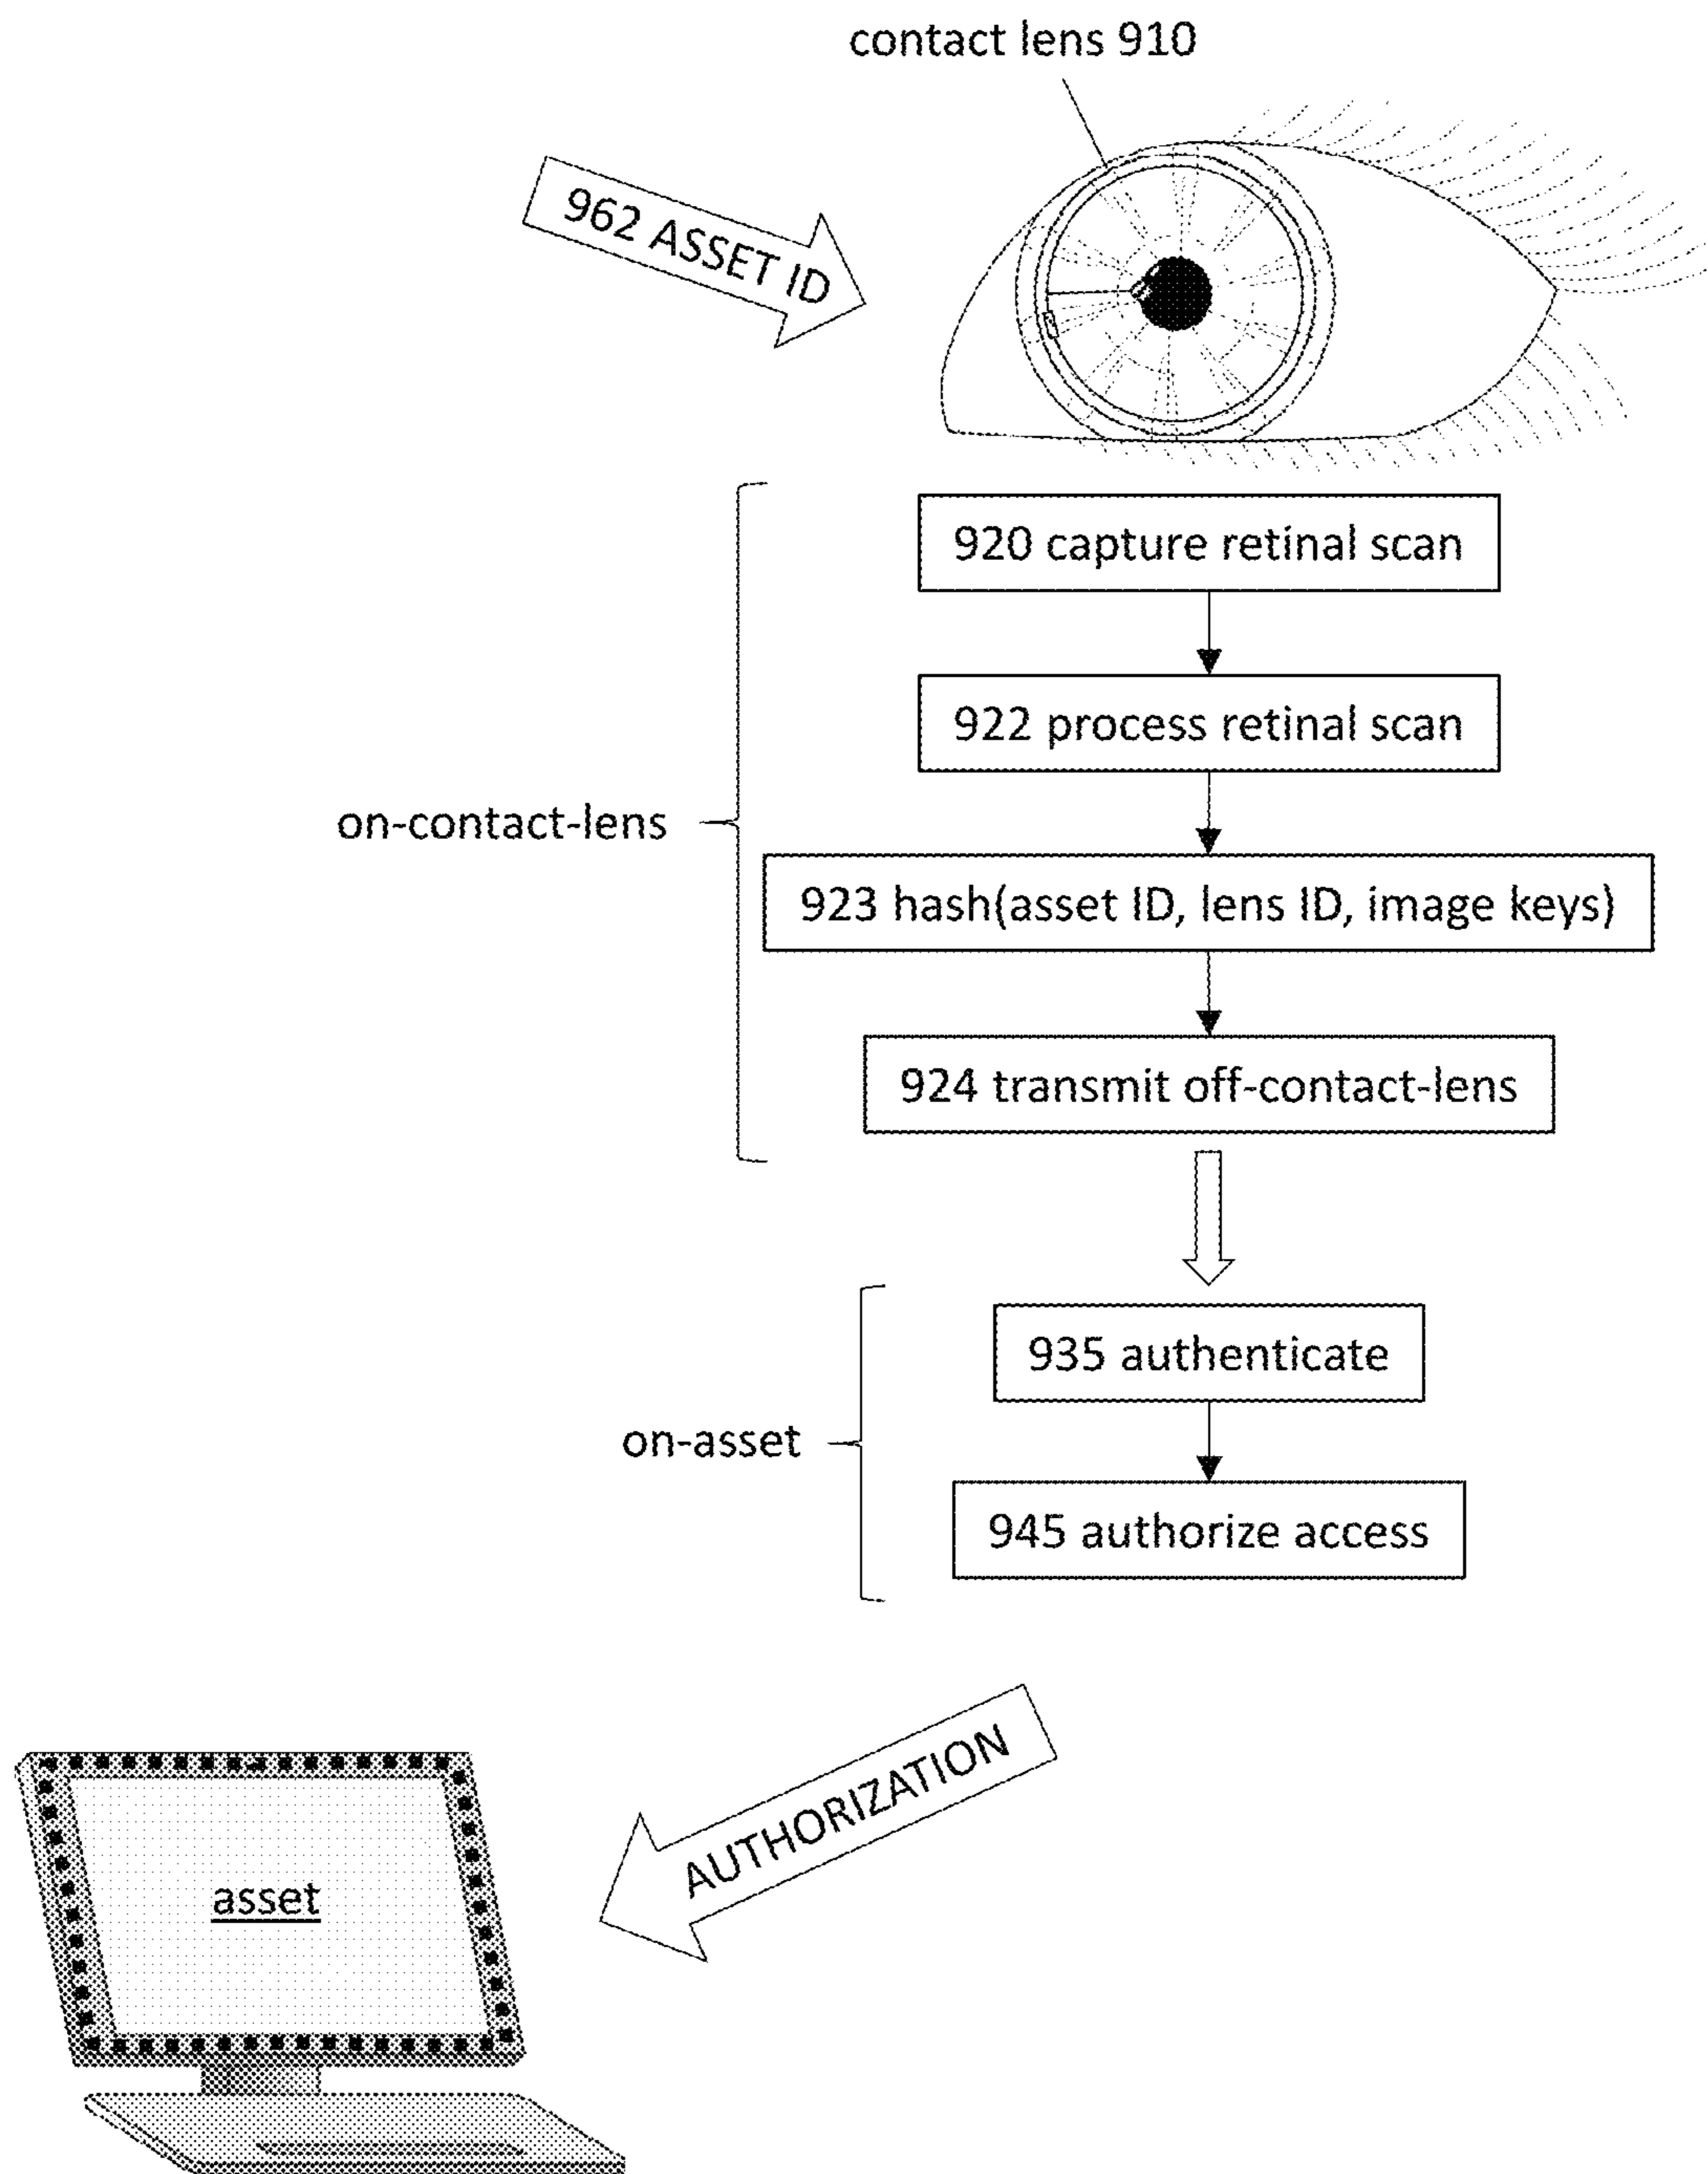 contact lens 910
962 ASSET ID
920 capture retinal scan
922 process retinal scan
on-contact-lens
923 hash(asset ID, lens ID, image keys)
924 transmit off-contact-lens
935 authenticate
on-asset
945 authorize access
AUTHORIZATION
asset